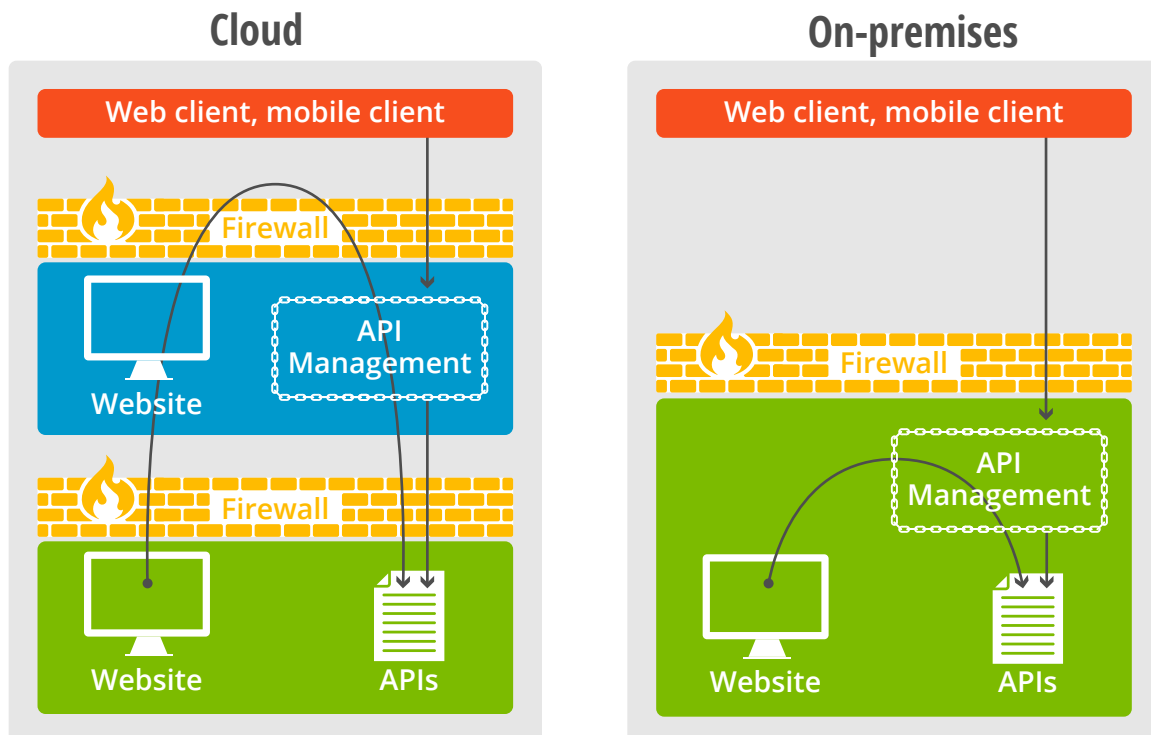 Cloud
Web client, mobile client
Firewall
API
Management
Website
Firewall
Website
APIs
On-premises
Web client, mobile client
Firewall
API
Management
Website
APIs